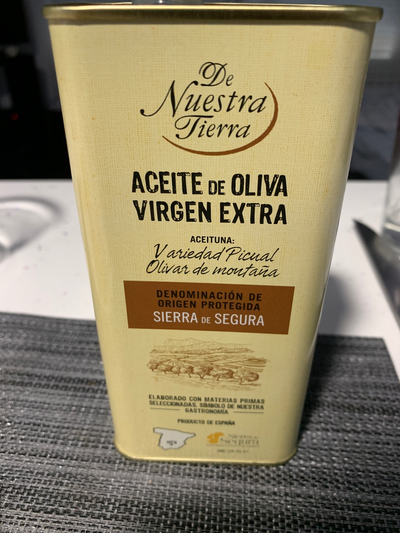 De
Nuestra
Tierra
ACEITE DE OLIVA
VIRGEN EXTRA
ACEITUNA:
Variedad Picual
Olivar de montaña
DENOMINACIÓN DE
ORIGEN PROTEGIDA
SIERRA DE SEGURA
ELABORADO CON MATERIAS PRIMAS
SELECCIONADAS, SÍMBOLO DE NUESTRA
GASTRONOMÍA
PRODUCTO DE ESPAÑA
Segura